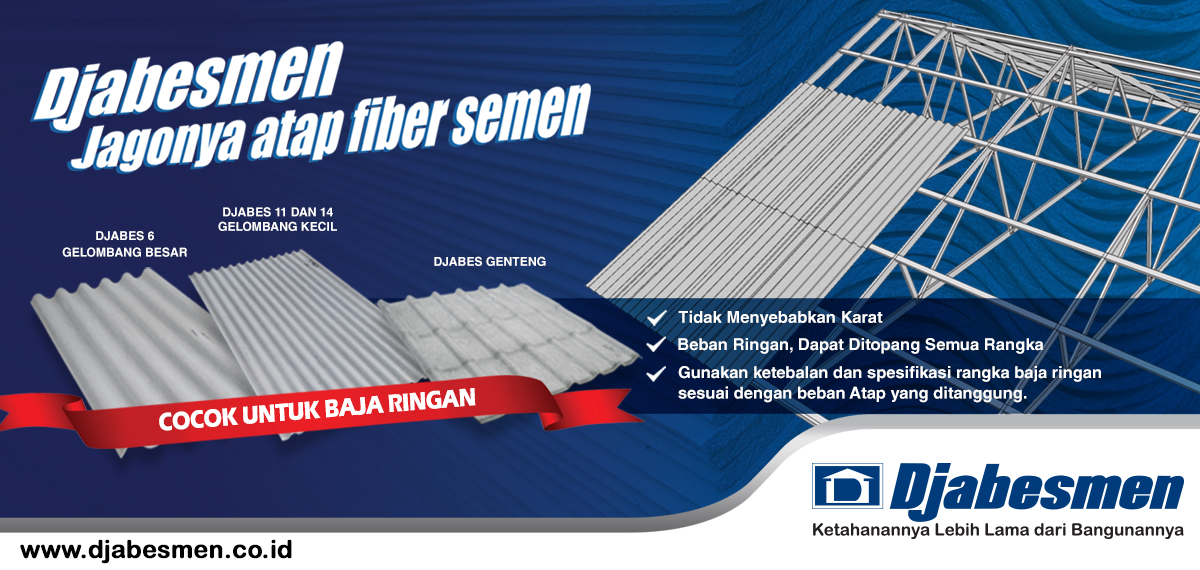 Djabesmen
Jagonya atap fiber semen
DJABES 11 DAN 14
GELOMBANG KECIL
DJABES 6
GELOMBANG BESAR
DJABES GENTENG
Tidak Menyebabkan Karat
Beban Ringan, Dapat Ditopang Semua Rangka
Gunakan ketebalan dan spesifikasi rangka baja ringan
sesuai dengan beban Atap yang ditanggung.
COCOK UNTUK BAJA RINGAN
Djabesmen
Ketahanannya Lebih Lama dari Bangunannya
www.djabesmen.co.id